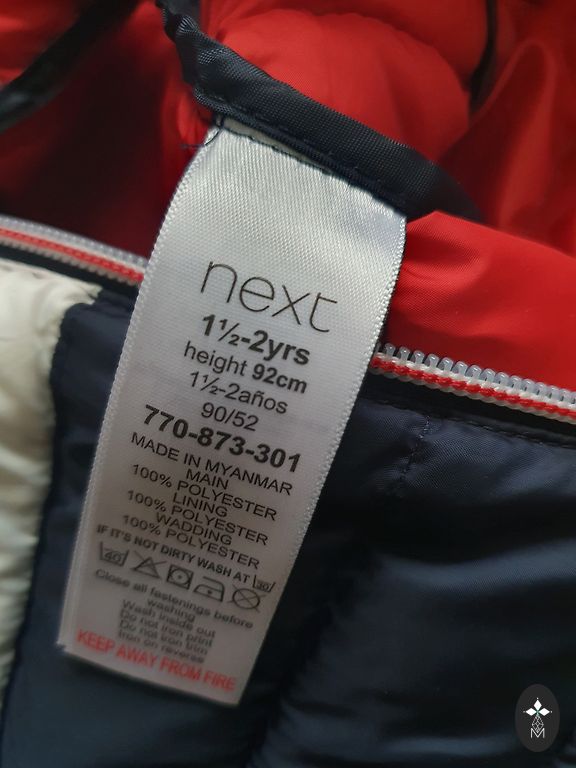 next
1½-2yrs
height 92cm
1½-2años
90/52
770-873-301
MADE IN MYANMAR
MAIN
100% POLYESTER
LINING
100% POLYESTER
WADDING
100% POLYESTER
IF IT'S NOT DIRTY WASH AT 30
40
Close all fastenings before
washing
Wash inside out
Do not iron print
Do not iron trim
Iron on reverse
KEEP AWAY FROM FIRE
M